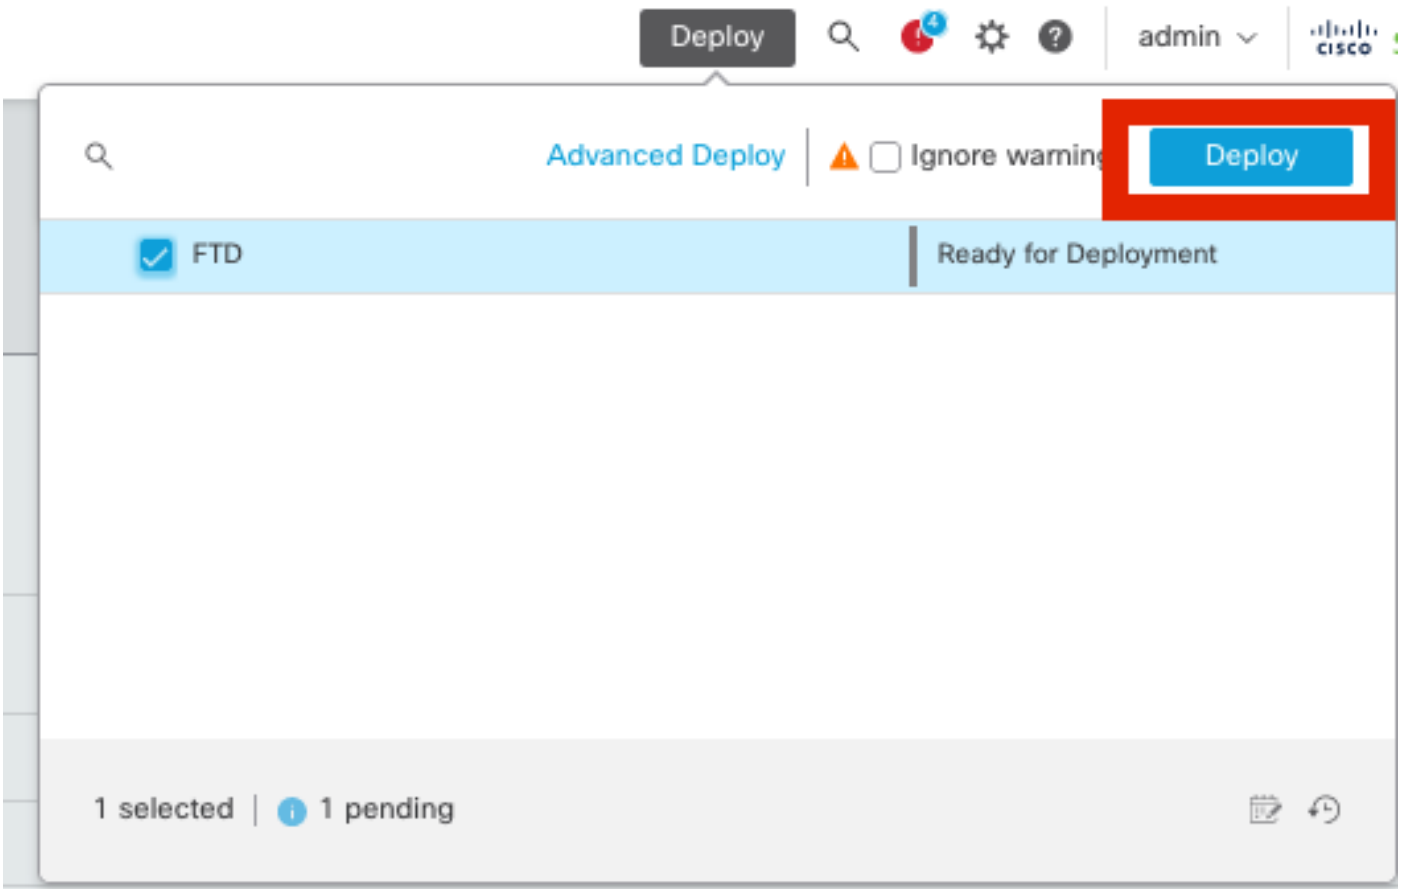 Deploy 4 ? admin cisco
Advanced Deploy Ignore warning Deploy
FTD Ready for Deployment
1 selected | i 1 pending